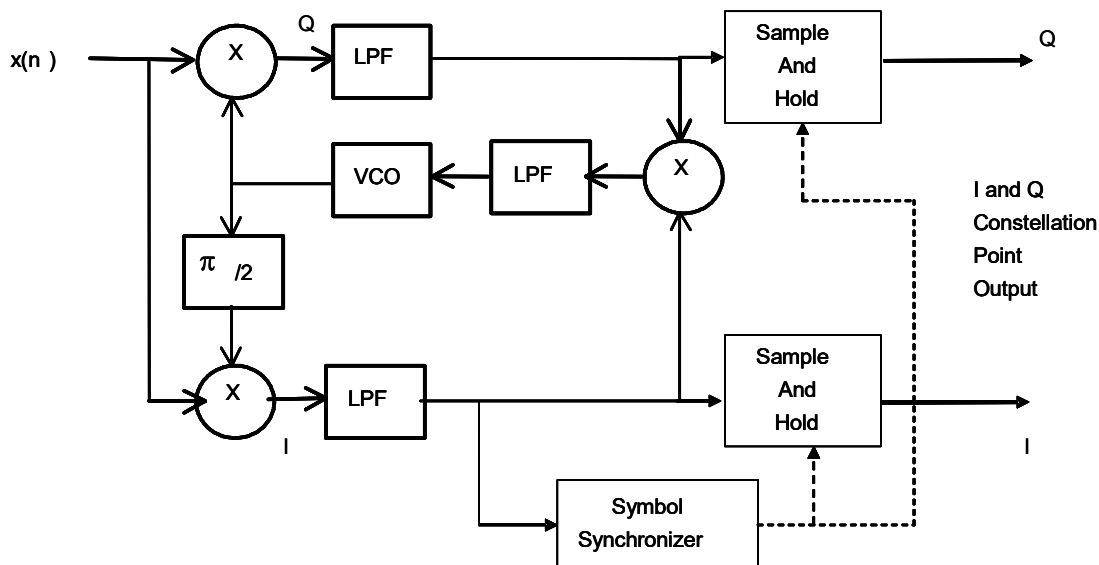 Q
x(n )
X
LPF
Sample
And
Hold
Q
VCO
LPF
X
π /2
I and Q
Constellation
Point
Output
X
LPF
Sample
And
Hold
I
I
Symbol
Synchronizer